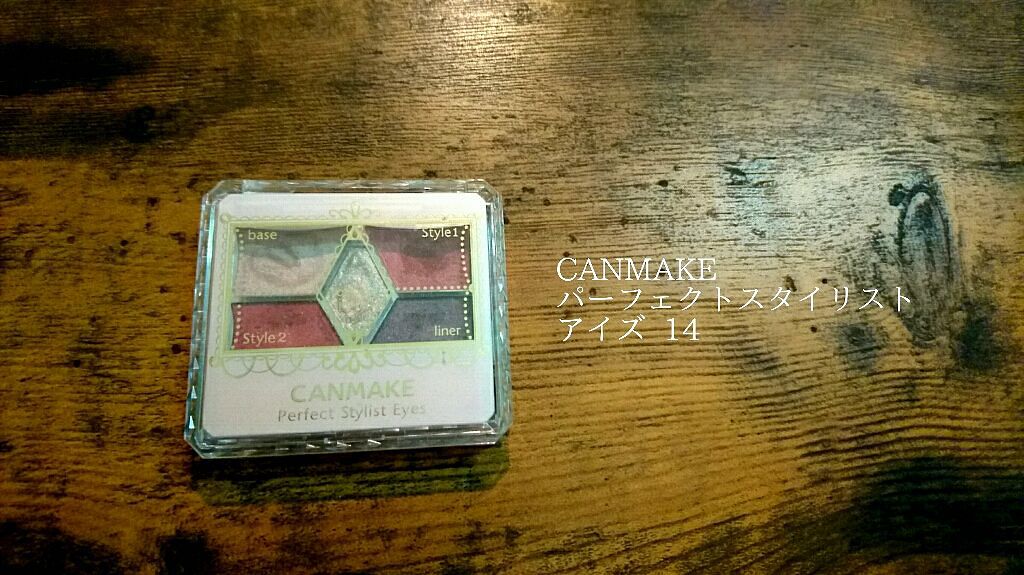 base
Style1
Style2
liner
CANMAKE
Perfect Stylist Eyes
CANMAKE
パーフェクトスタイリスト
アイズ 14